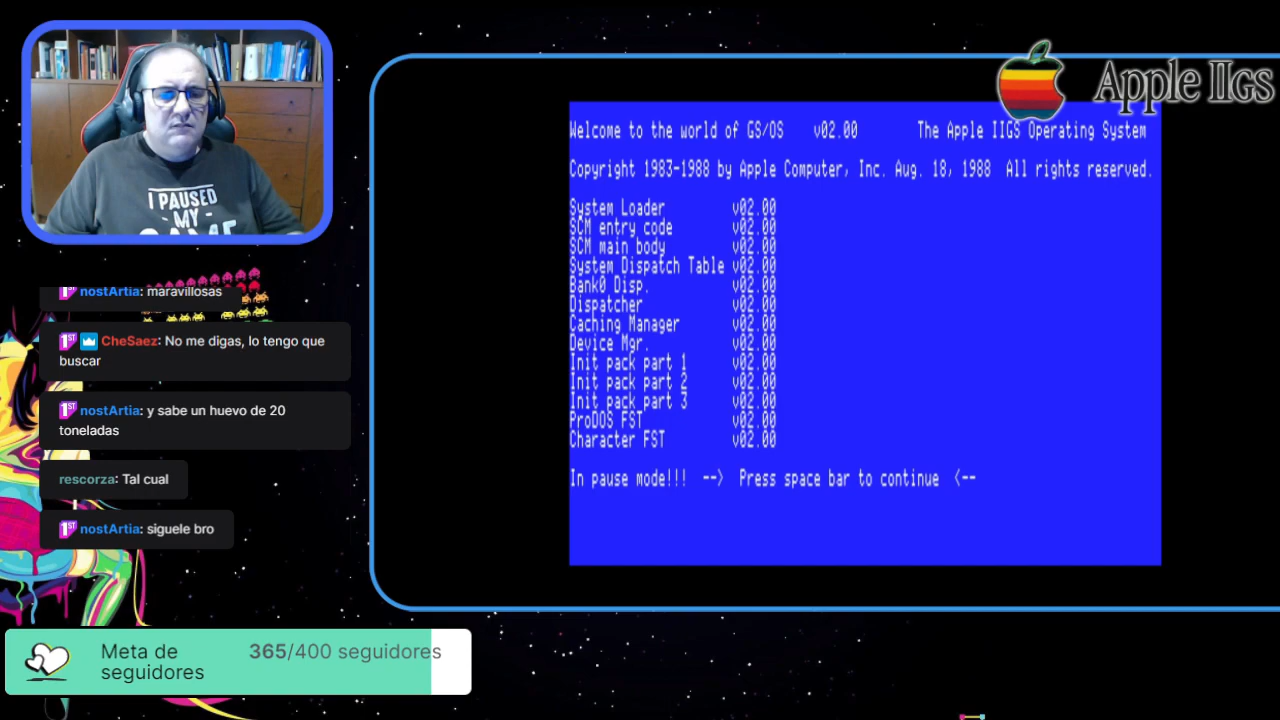 Apple IIGS
Welcome to the world of GS/OS v02.00 The Apple IIGS Operating System
Copyright 1983-1988 by Apple Computer, Inc. Aug. 18, 1988 All rights reserved.
System Loader v02.00
SCM entry code v02.00
SCM main body v02.00
System Dispatch Table v02.00
Bank0 Disp. v02.00
Dispatcher v02.00
Caching Manager v02.00
Device Mgr. v02.00
Init pack part 1 v02.00
Init pack part 2 v02.00
Init pack part 3 v02.00
ProDOS FST v02.00
Character FST v02.00
In pause mode!!! --> Press space bar to continue <--
I PAUSED
- MY -
GAME
1ST nostArtia: maravillosas
1ST CheSaez: No me digas, lo tengo que
buscar
1ST nostArtia: y sabe un huevo de 20
toneladas
rescorza: Tal cual
1ST nostArtia: siguele bro
Meta de
seguidores
365/400 seguidores